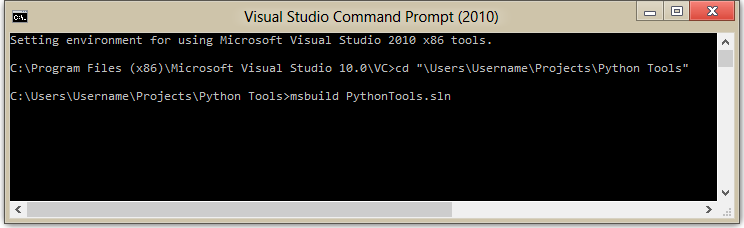 Visual Studio Command Prompt (2010)
Setting environment for using Microsoft Visual Studio 2010 x86 tools.
C:\Program Files (x86)\Microsoft Visual Studio 10.0\VC>cd "\Users\Username\Projects\Python Tools"
C:\Users\Username\Projects\Python Tools>msbuild PythonTools.sln